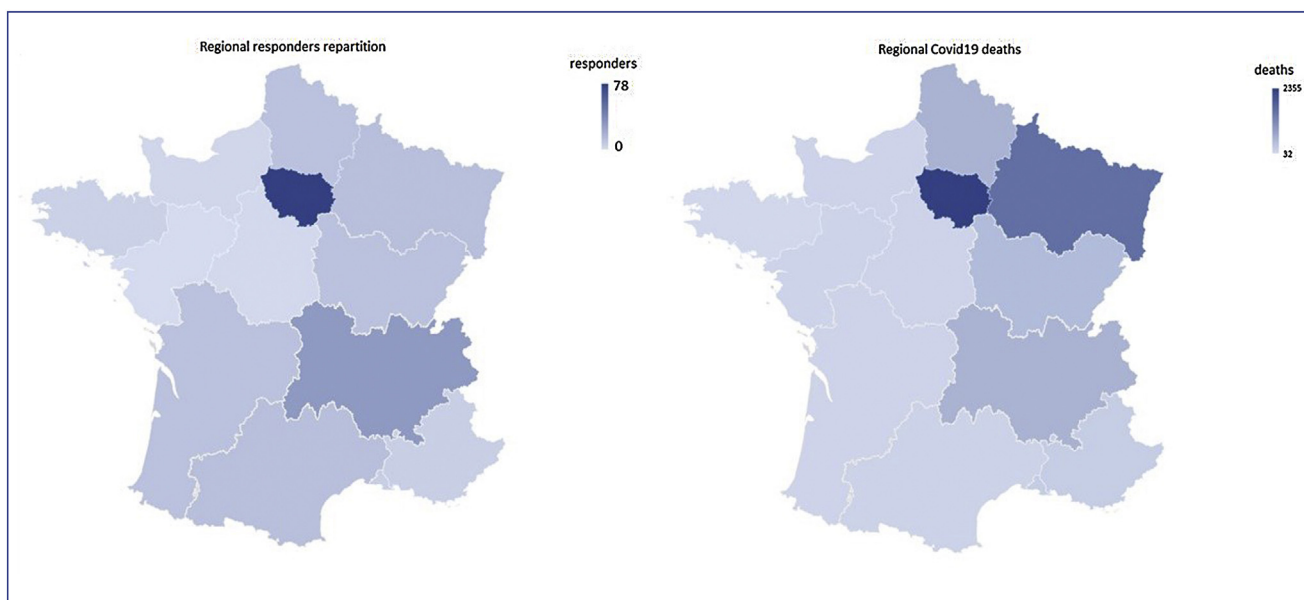 Regional responders repartition
responders
78
0
Regional Covid19 deaths
deaths
2355
32